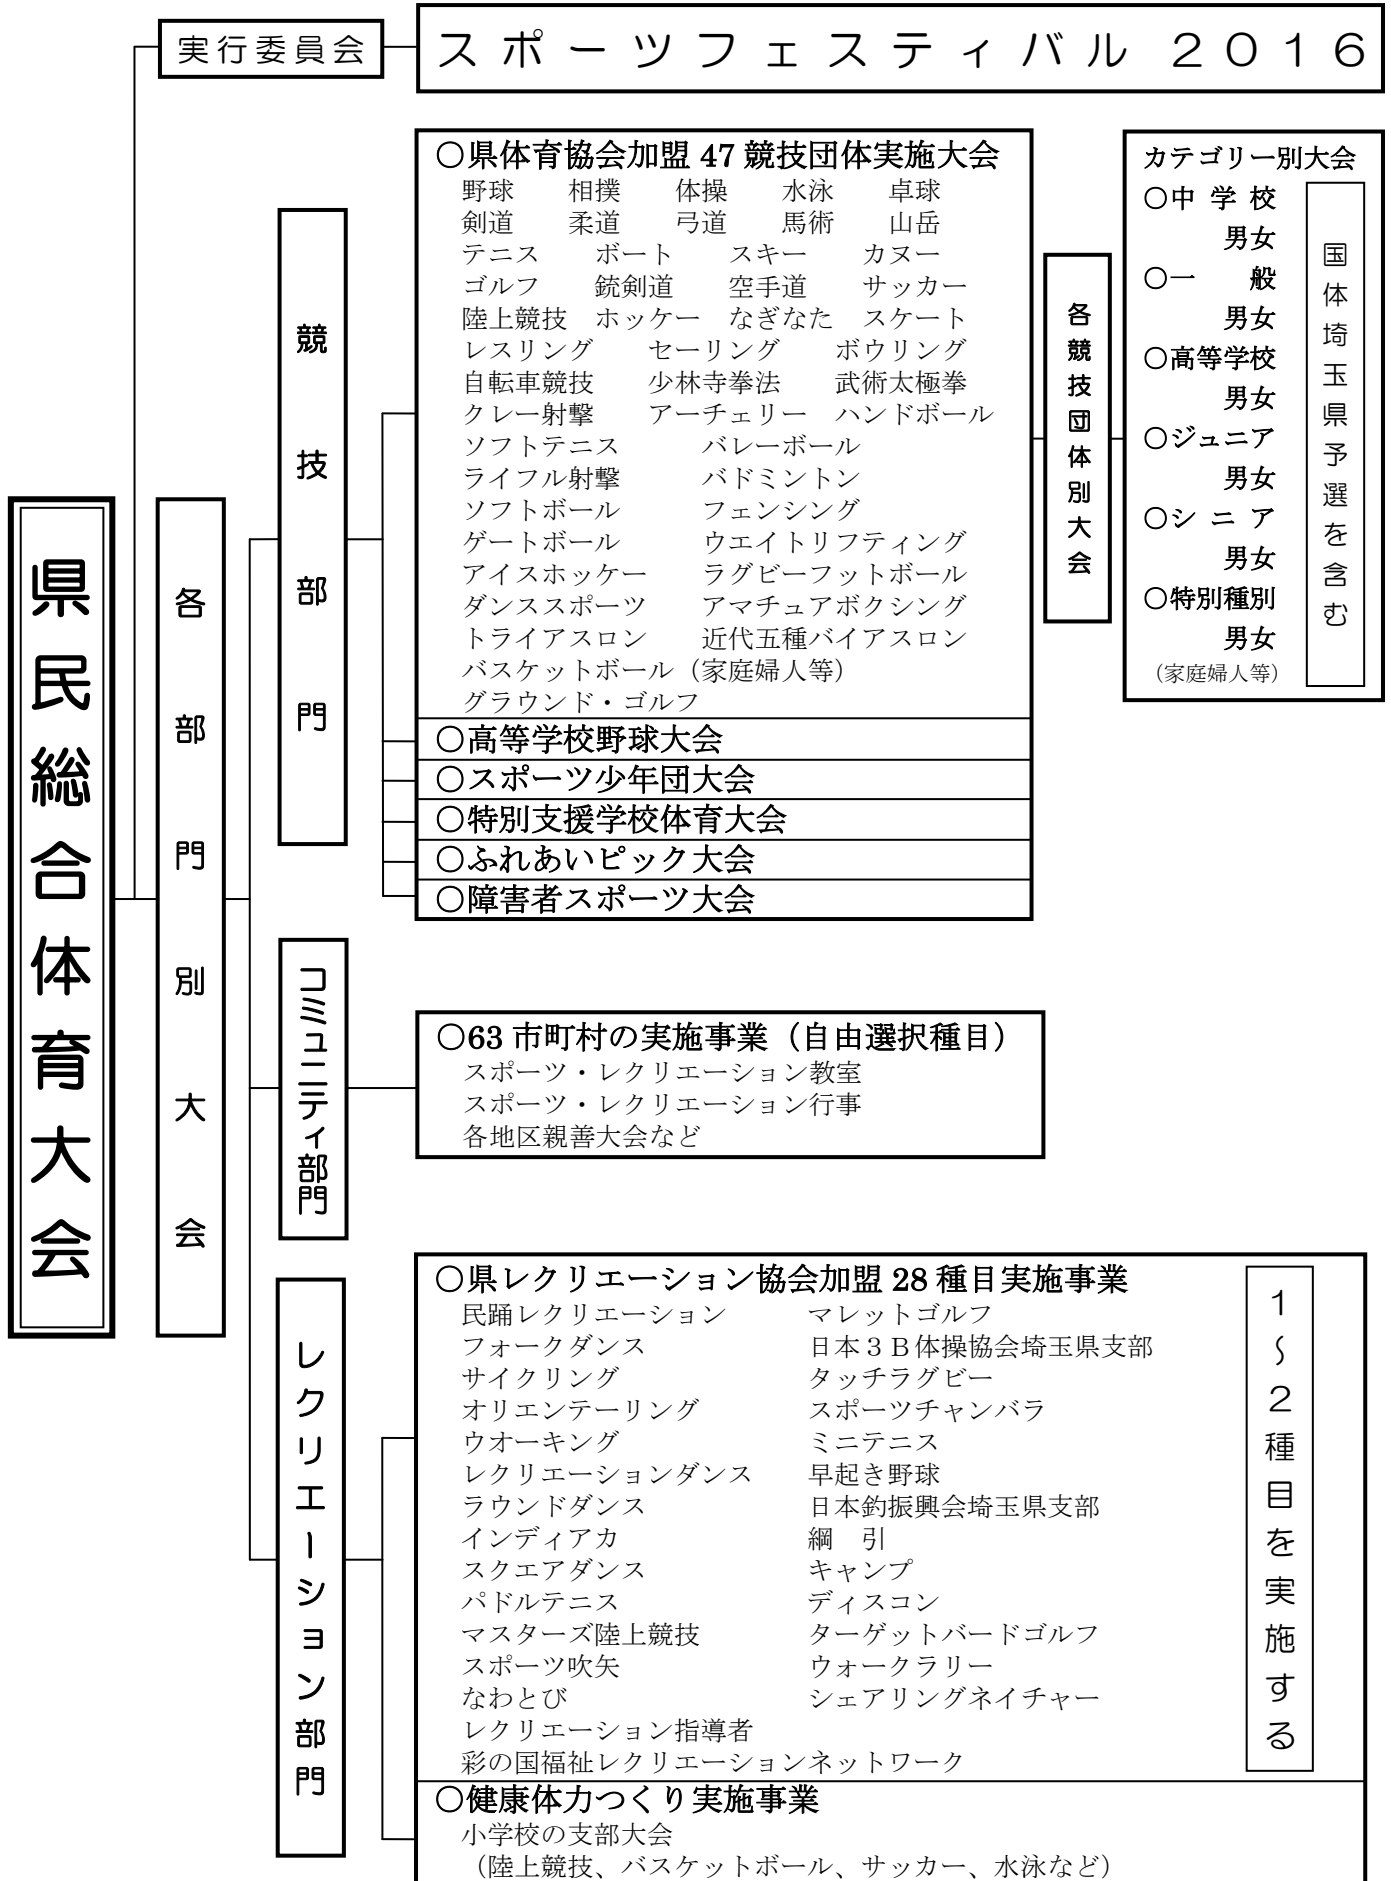 実行委員会
スポーツフェスティバル ２０１６
県民総合体育大会
各部門別大会
競技部門
○県体育協会加盟 47 競技団体実施大会
野球 相撲 体操 水泳 卓球
剣道 柔道 弓道 馬術 山岳
テニス ボート スキー カヌー
ゴルフ 銃剣道 空手道 サッカー
陸上競技 ホッケー なぎなた スケート
レスリング セーリング ボウリング
自転車競技 少林寺拳法 武術太極拳
クレー射撃 アーチェリー ハンドボール
ソフトテニス バレーボール
ライフル射撃 バドミントン
ソフトボール フェンシング
ゲートボール ウエイトリフティング
アイスホッケー ラグビーフットボール
ダンススポーツ アマチュアボクシング
トライアスロン 近代五種バイアスロン
バスケットボール（家庭婦人等）
グラウンド・ゴルフ
○高等学校野球大会
○スポーツ少年団大会
○特別支援学校体育大会
○ふれあいピック大会
○障害者スポーツ大会
各競技団体別大会
カテゴリー別大会
○中学校
男女
○一般
男女
○高等学校
男女
○ジュニア
男女
○シニア
男女
○特別種別
男女
（家庭婦人等）
国体埼玉県予選を含む
コミュニティ部門
○63 市町村の実施事業（自由選択種目）
スポーツ・レクリエーション教室
スポーツ・レクリエーション行事
各地区親善大会など
レクリエーション部門
○県レクリエーション協会加盟 28 種目実施事業
民踊レクリエーション マレットゴルフ
フォークダンス 日本３Ｂ体操協会埼玉県支部
サイクリング タッチラグビー
オリエンテーリング スポーツチャンバラ
ウオーキング ミニテニス
レクリエーションダンス 早起き野球
ラウンドダンス 日本釣振興会埼玉県支部
インディアカ 綱 引
スクエアダンス キャンプ
パドルテニス ディスコン
マスターズ陸上競技 ターゲットバードゴルフ
スポーツ吹矢 ウォークラリー
なわとび シェアリングネイチャー
レクリエーション指導者
彩の国福祉レクリエーションネットワーク
１～２種目を実施する
○健康体力つくり実施事業
小学校の支部大会
（陸上競技、バスケットボール、サッカー、水泳など）